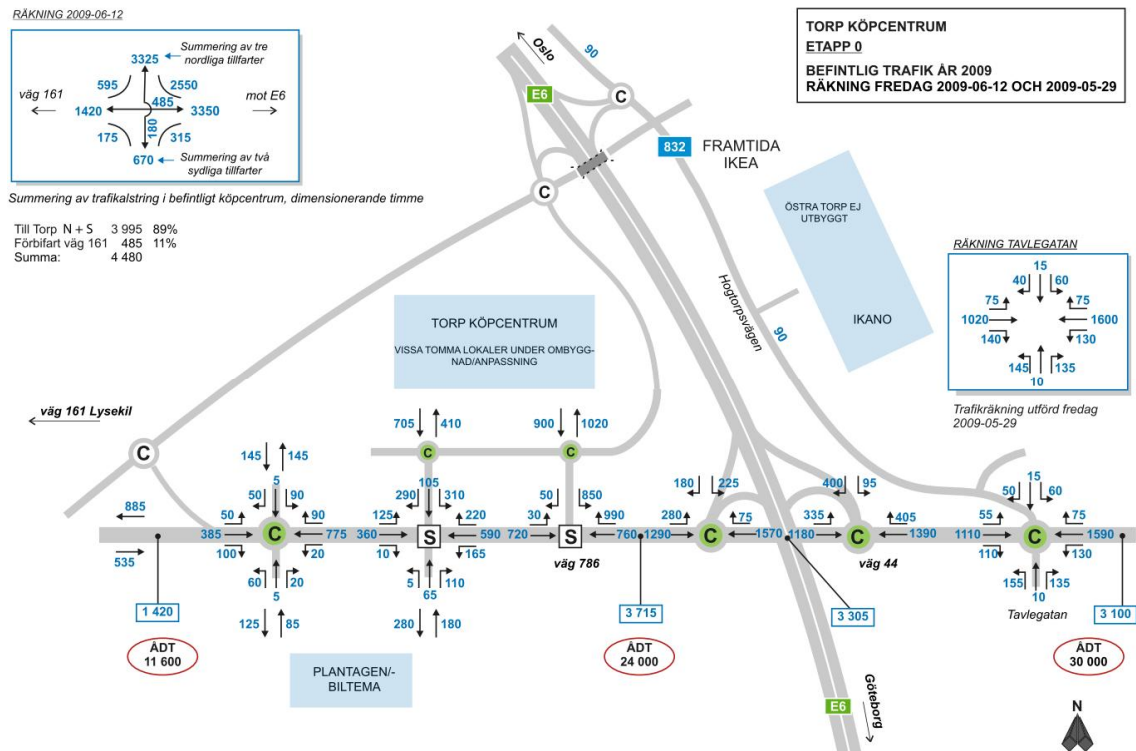 RÄKNING 2009-06-12
Summering av tre
nordliga tillfarter
3325
595
2550
väg 161
mot E6
485
1420
3350
180
175
315
670
Summering av två
sydliga tillfarter
Summering av trafikalstring i befintligt köpcentrum, dimensionerande timme
Till Torp N + S 3 995 89%
Förbifart väg 161 485 11%
Summa: 4 480
TORP KÖPCENTRUM
ETAPP 0
BEFINTLIG TRAFIK ÅR 2009
RÄKNING FREDAG 2009-06-12 OCH 2009-05-29
Oslo
90
E6
C
832
FRAMTIDA
IKEA
C
ÖSTRA TORP EJ
UTBYGGT
IKANO
Hogtorpsvägen
90
RÄKNING TAVLEGATAN
15
40 60
75 75
1020 1600
140 130
145 135
10
Trafikräkning utförd fredag
2009-05-29
TORP KÖPCENTRUM
VISSA TOMMA LOKALER UNDER OMBYGG-
NAD/ANPASSNING
väg 161 Lysekil
705 410
900 1020
C
C C
145 145
5
50 90
50 90
385 C 775
100 20
60 20
5
125 85
105
290 310
125 220
360 S 590
10 165
5 110
65
280 180
50 850
30 990
720 S 760
väg 786
180 225
280 75
1290 C 1570
400 95
335 405
1180 C 1390
väg 44
15
50 60
55 75
1110 C 1590
110 130
155 135
10
Tavlegatan
885
535
1 420
3 715
3 305
3 100
ÅDT
11 600
ÅDT
24 000
ÅDT
30 000
PLANTAGEN/-
BILTEMA
E6
Göteborg
N